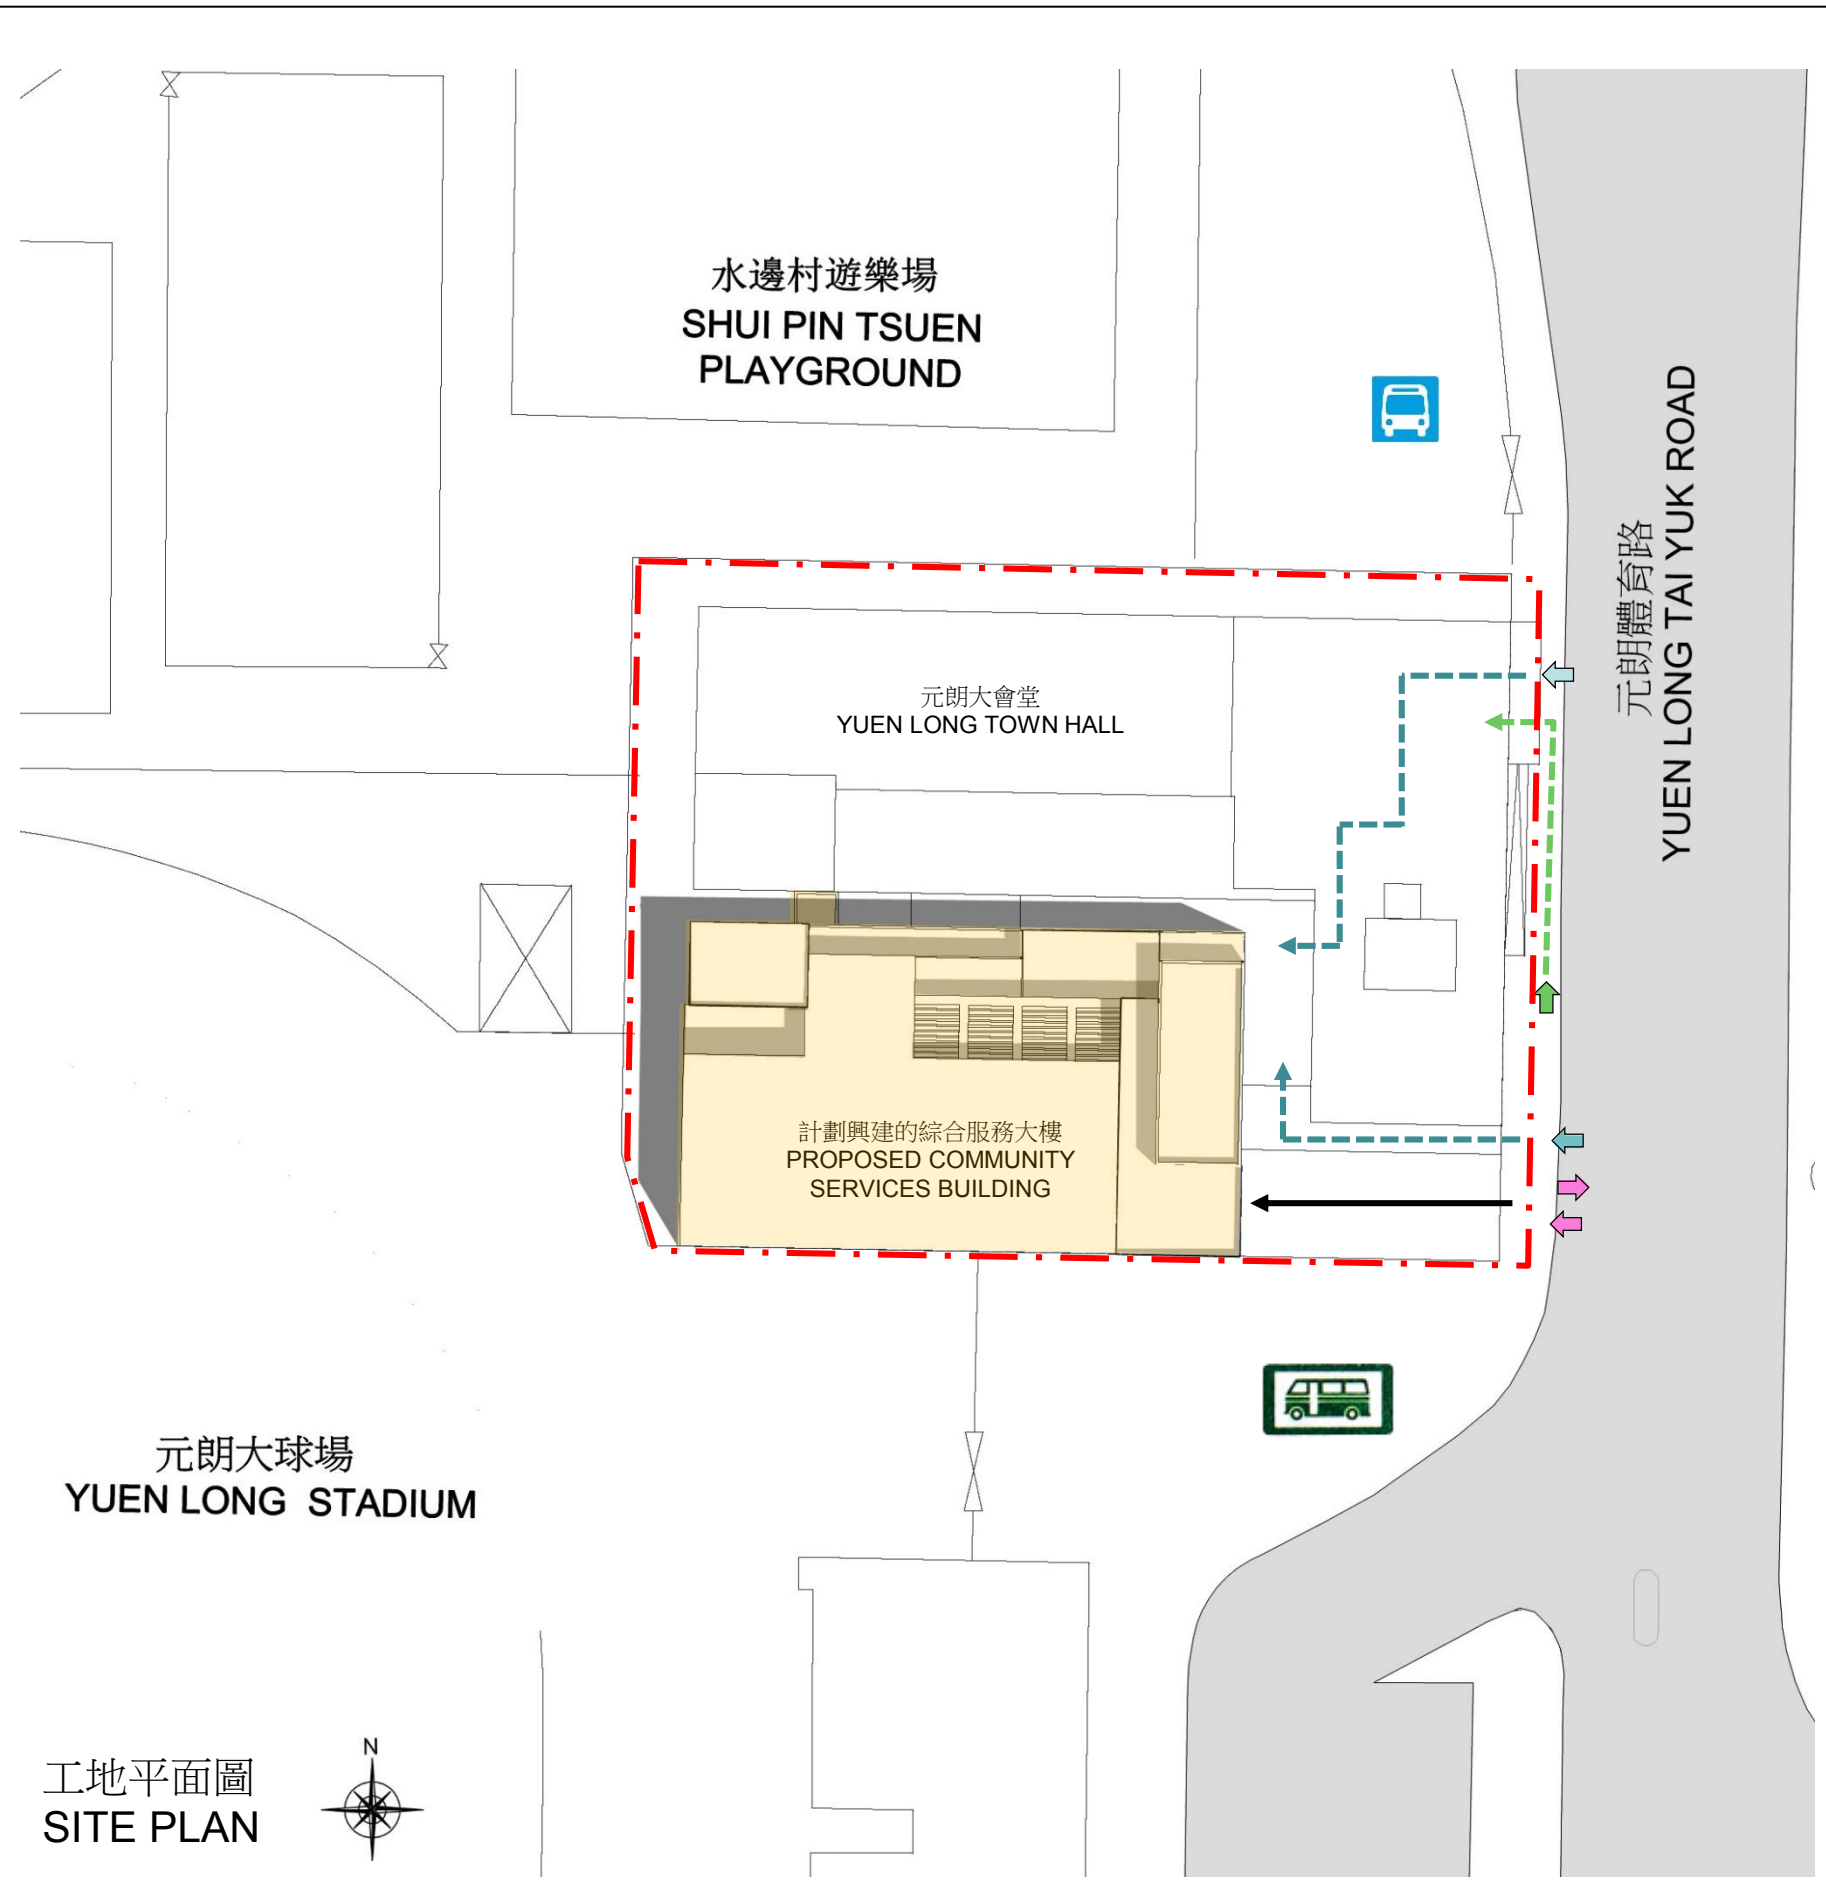 水邊村遊樂場
SHUI PIN TSUEN
PLAYGROUND
元朗體育路
YUEN LONG TAI YUK ROAD
元朗大會堂
YUEN LONG TOWN HALL
計劃興建的綜合服務大樓
PROPOSED COMMUNITY
SERVICES BUILDING
元朗大球場
YUEN LONG STADIUM
工地平面圖
SITE PLAN
N